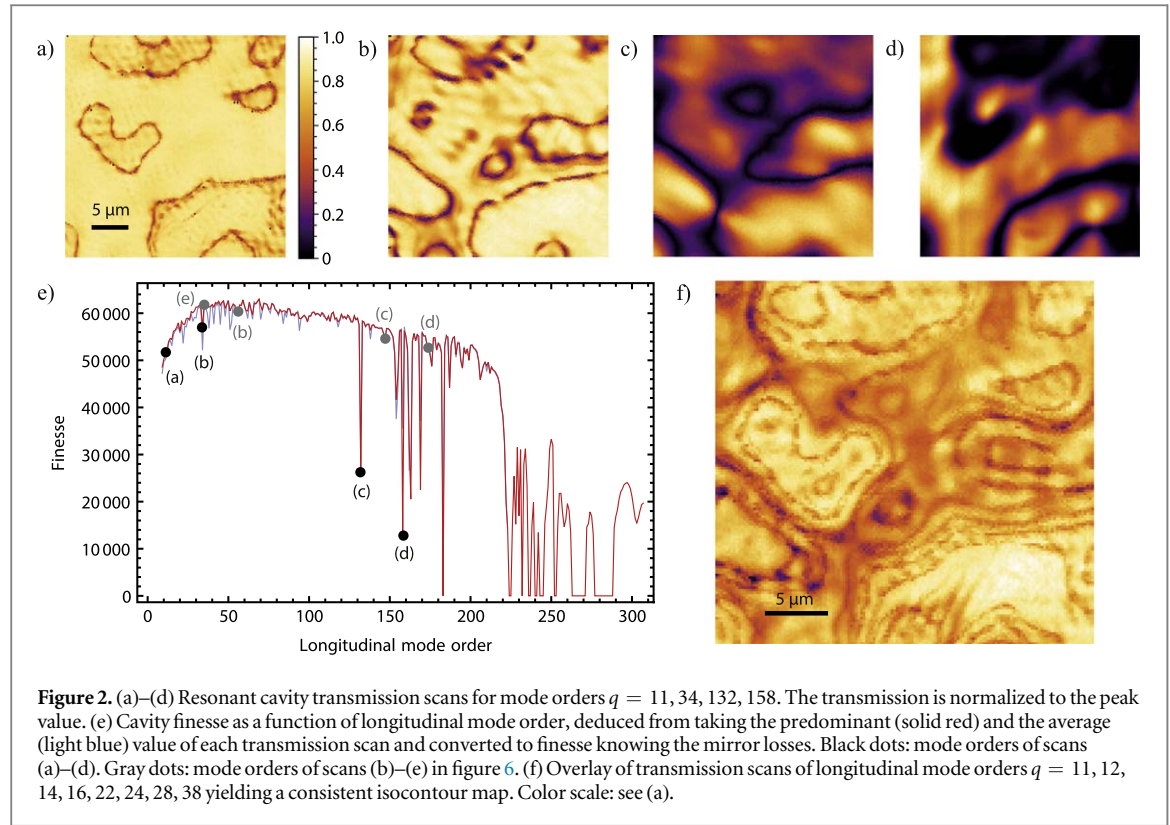 a)
b)
c)
d)
1.0
0.8
0.6
0.4
0.2
0
5 µm
e)
f)
60 000
50 000
40 000
30 000
20 000
10 000
0
Finesse
(e)
(b)
(c)
(d)
(a)
(b)
(c)
(d)
0 50 100 150 200 250 300
Longitudinal mode order
5 µm
Figure 2. (a)–(d) Resonant cavity transmission scans for mode orders q = 11, 34, 132, 158. The transmission is normalized to the peak
value. (e) Cavity finesse as a function of longitudinal mode order, deduced from taking the predominant (solid red) and the average
(light blue) value of each transmission scan and converted to finesse knowing the mirror losses. Black dots: mode orders of scans
(a)–(d). Gray dots: mode orders of scans (b)–(e) in figure 6. (f) Overlay of transmission scans of longitudinal mode orders q = 11, 12,
14, 16, 22, 24, 28, 38 yielding a consistent isocontour map. Color scale: see (a).